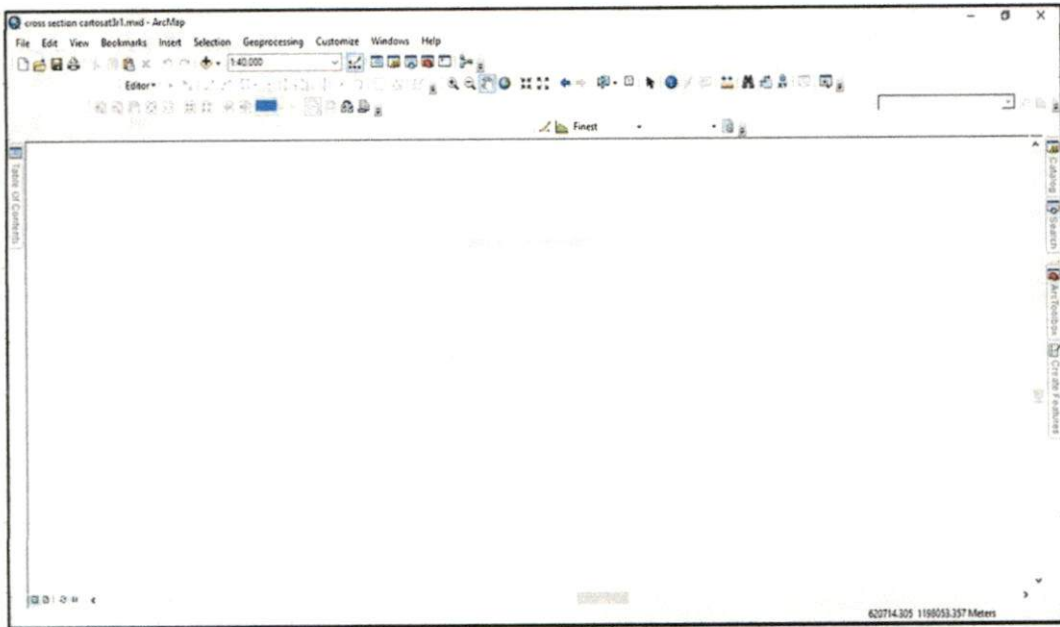 cross section cartosat3r1.mxd - ArcMap
File Edit View Bookmarks Insert Selection Geoprocessing Customize Windows Help
1:40,000
Editor
Finest
Table Of Contents
Catalog
Search
ArcToolbox
Create Features
620714.305 1198053.357 Meters